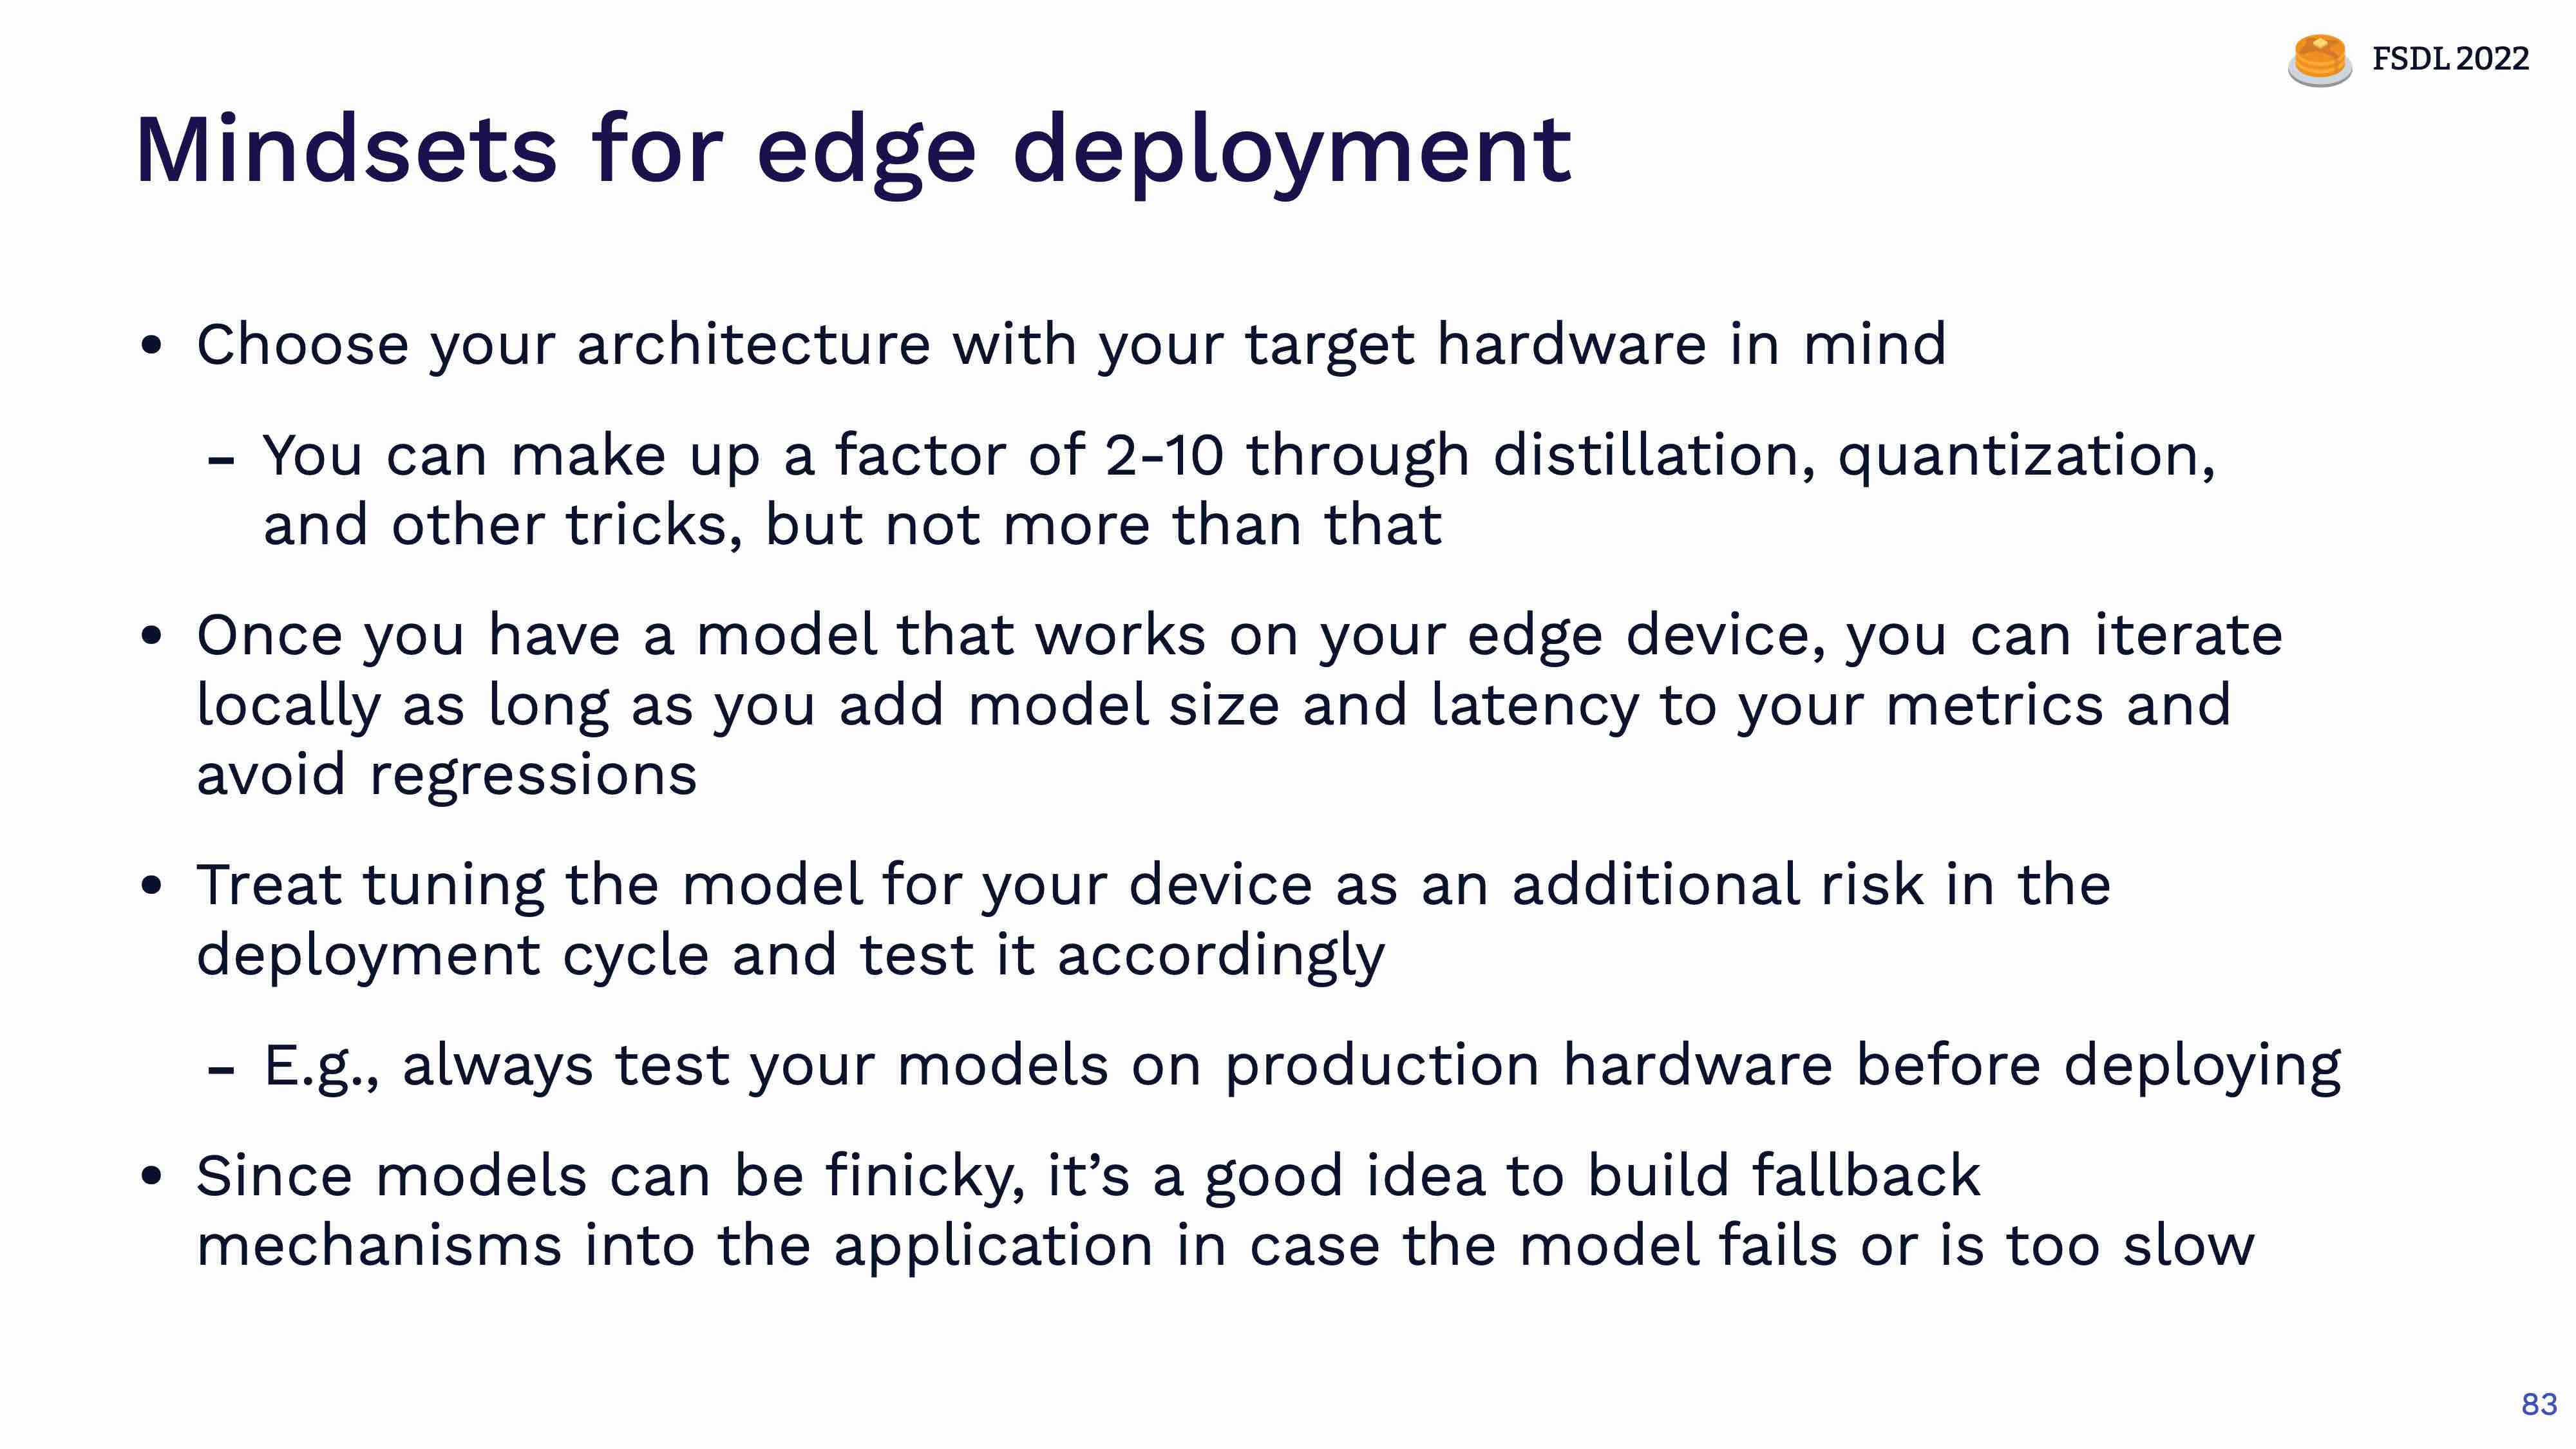 FSDL 2022
Mindsets for edge deployment
• Choose your architecture with your target hardware in mind
- You can make up a factor of 2-10 through distillation, quantization,
and other tricks, but not more than that
• Once you have a model that works on your edge device, you can iterate
locally as long as you add model size and latency to your metrics and
avoid regressions
• Treat tuning the model for your device as an additional risk in the
deployment cycle and test it accordingly
- E.g., always test your models on production hardware before deploying
• Since models can be finicky, it’s a good idea to build fallback
mechanisms into the application in case the model fails or is too slow
83